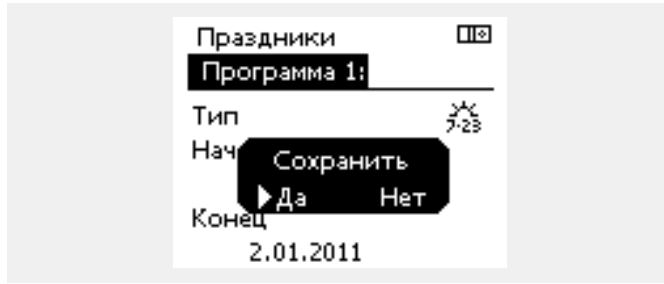 Праздники
Программа 1:
Тип
7-23
Нач
Сохранить
Да Нет
Конец
2.01.2011